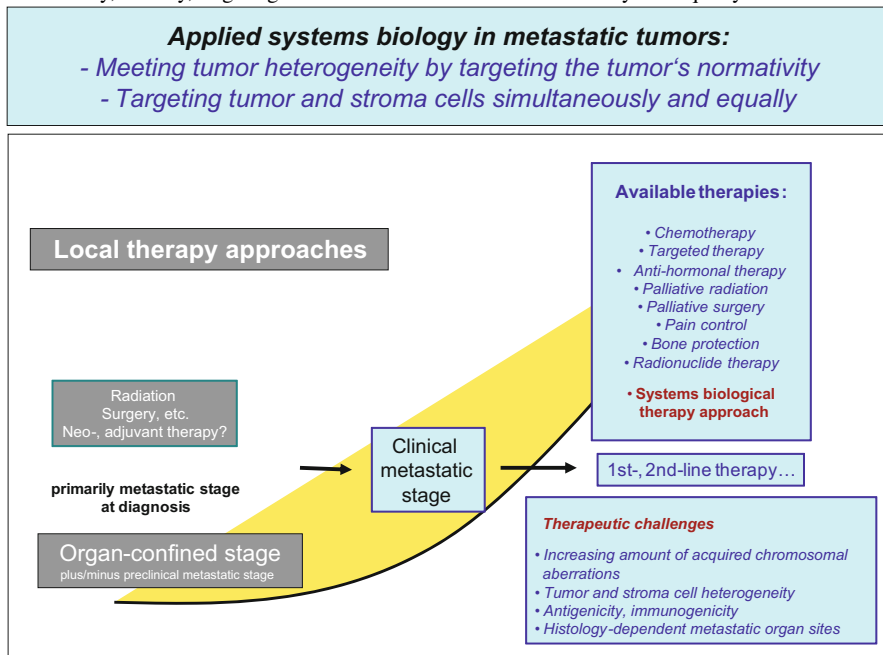 Applied systems biology in metastatic tumors:
- Meeting tumor heterogeneity by targeting the tumor‘s normativity
- Targeting tumor and stroma cells simultaneously and equally
Local therapy approaches
Radiation
Surgery, etc.
Neo-, adjuvant therapy?
primarily metastatic stage
at diagnosis
Organ-confined stage
plus/minus preclinical metastatic stage
Clinical
metastatic
stage
Available therapies:
• Chemotherapy
• Targeted therapy
• Anti-hormonal therapy
• Palliative radiation
• Palliative surgery
• Pain control
• Bone protection
• Radionuclide therapy
• Systems biological
therapy approach
1st-, 2nd-line therapy…
Therapeutic challenges
• Increasing amount of acquired chromosomal
aberrations
• Tumor and stroma cell heterogeneity
• Antigenicity, immunogenicity
• Histology-dependent metastatic organ sites